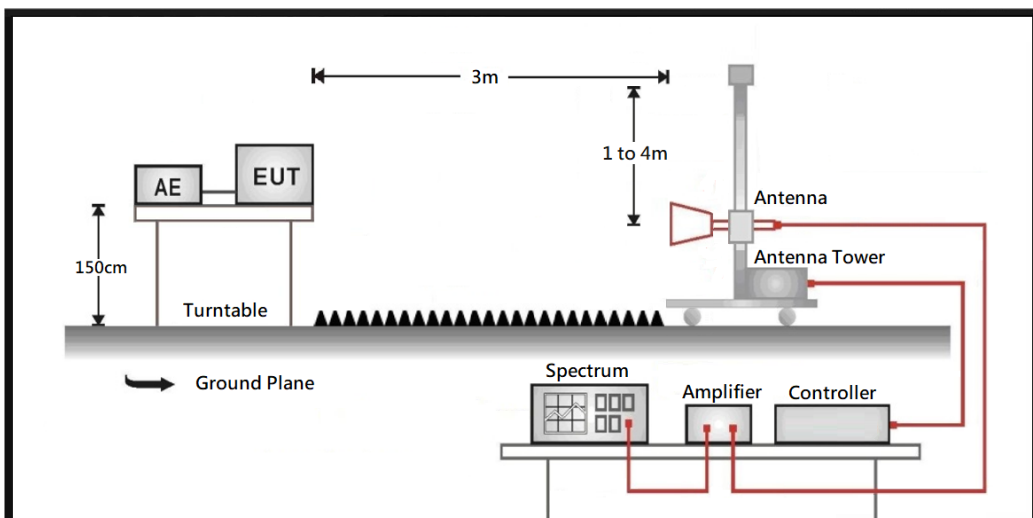 3m
1 to 4m
AE
EUT
Antenna
150cm
Antenna Tower
Turntable
Ground Plane
Spectrum
Amplifier
Controller